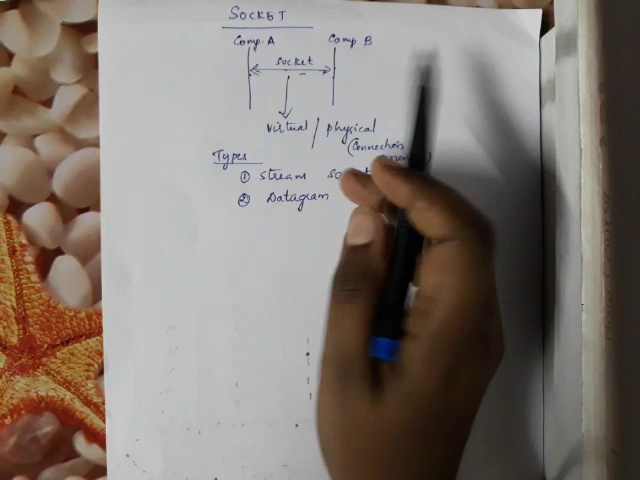 SOCKET
Comp. A Comp B
socket
virtual / physical
(Connection
Types
① Stream
② Datagram